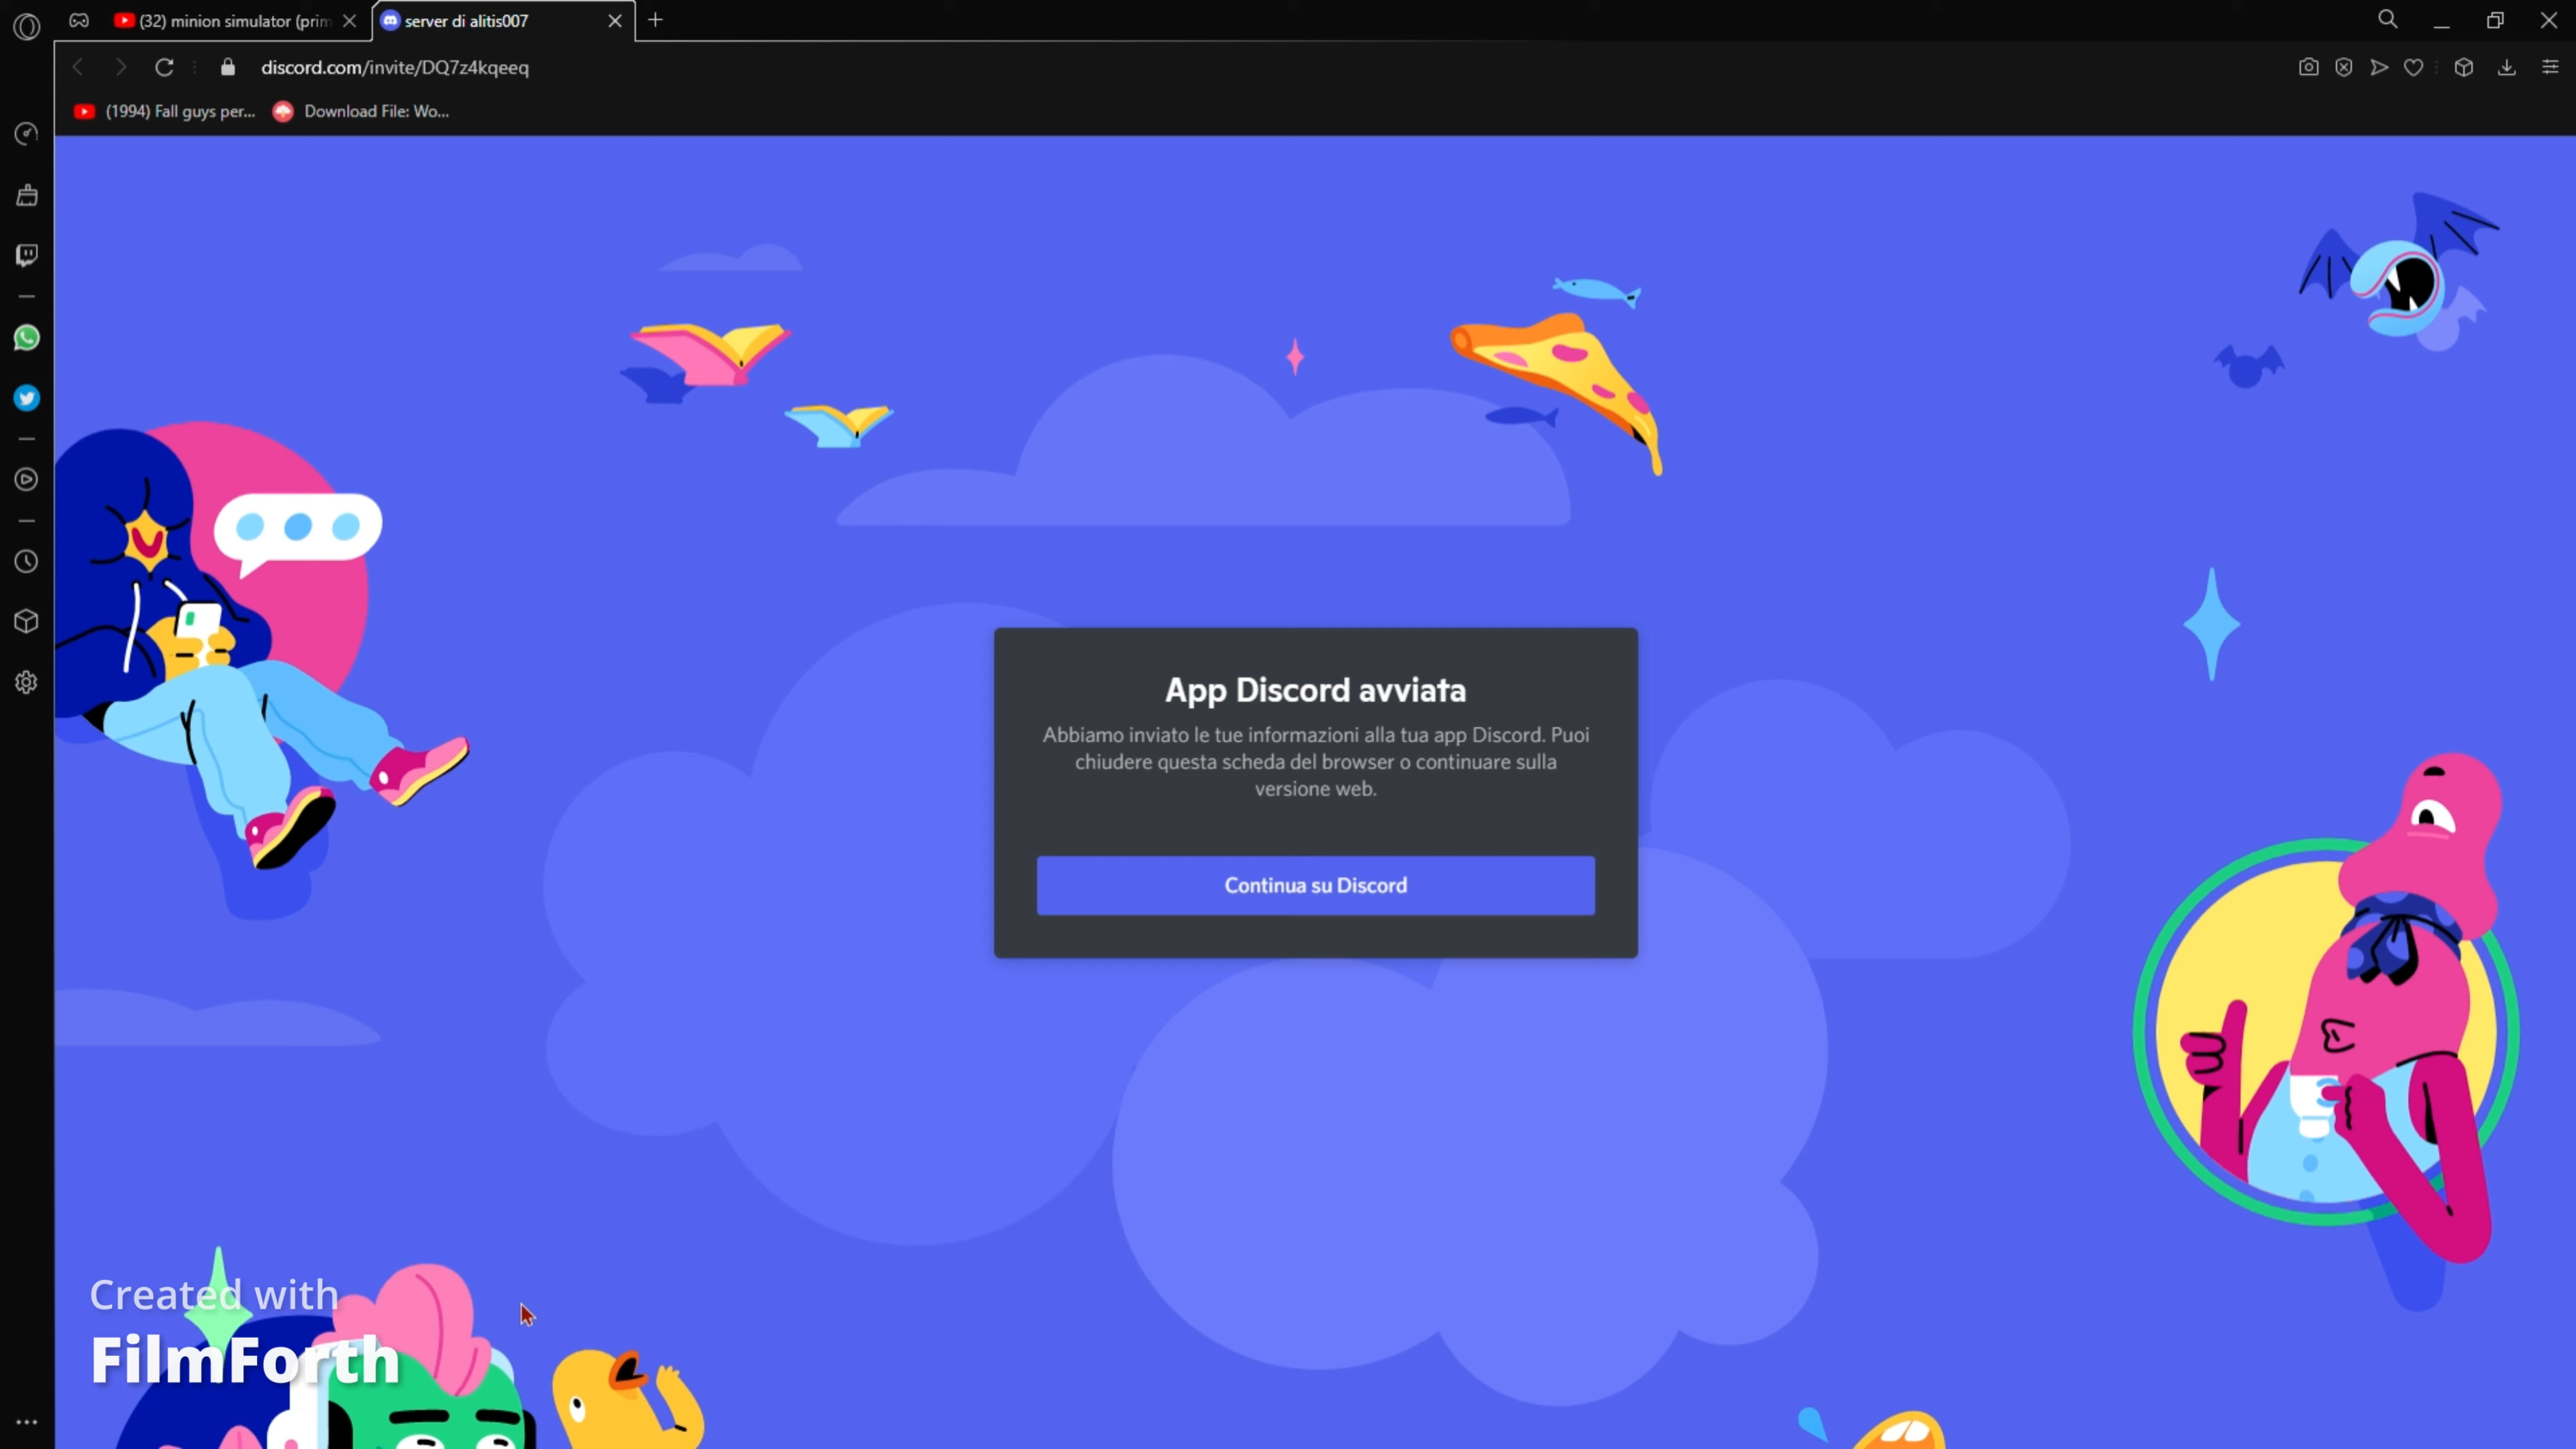 (32) minion simulator (prim
server di alitis007
discord.com/invite/DQ7z4kqeeq
(1994) Fall guys per...
Download File: Wo...
App Discord avviata
Abbiamo inviato le tue informazioni alla tua app Discord. Puoi
chiudere questa scheda del browser o continuare sulla
versione web.
Continua su Discord
Created with
FilmForth